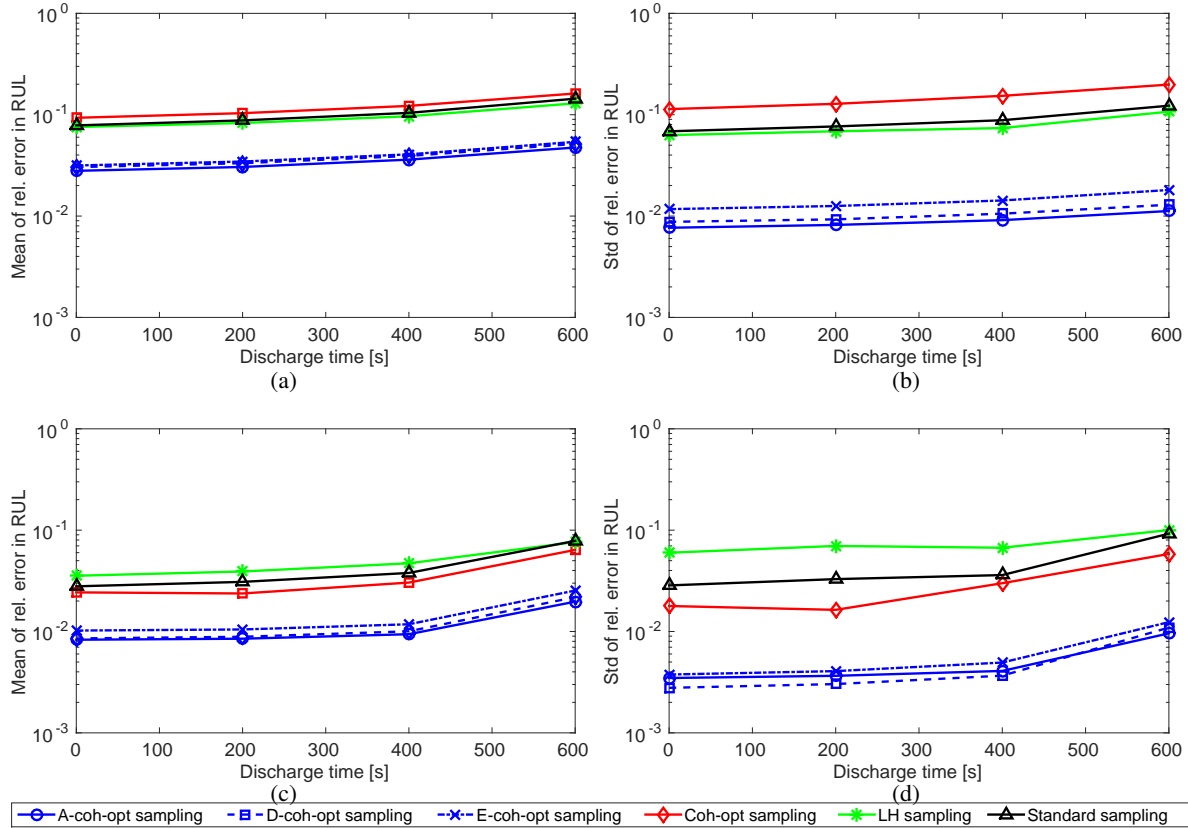 10^0
10^-1
10^-2
10^-3
Mean of rel. error in RUL
0 100 200 300 400 500 600
Discharge time [s]
(a)
10^0
10^-1
10^-2
10^-3
Std of rel. error in RUL
0 100 200 300 400 500 600
Discharge time [s]
(b)
10^0
10^-1
10^-2
10^-3
Mean of rel. error in RUL
0 100 200 300 400 500 600
Discharge time [s]
(c)
10^0
10^-1
10^-2
10^-3
Std of rel. error in RUL
0 100 200 300 400 500 600
Discharge time [s]
(d)
A-coh-opt sampling D-coh-opt sampling E-coh-opt sampling Coh-opt sampling LH sampling Standard sampling